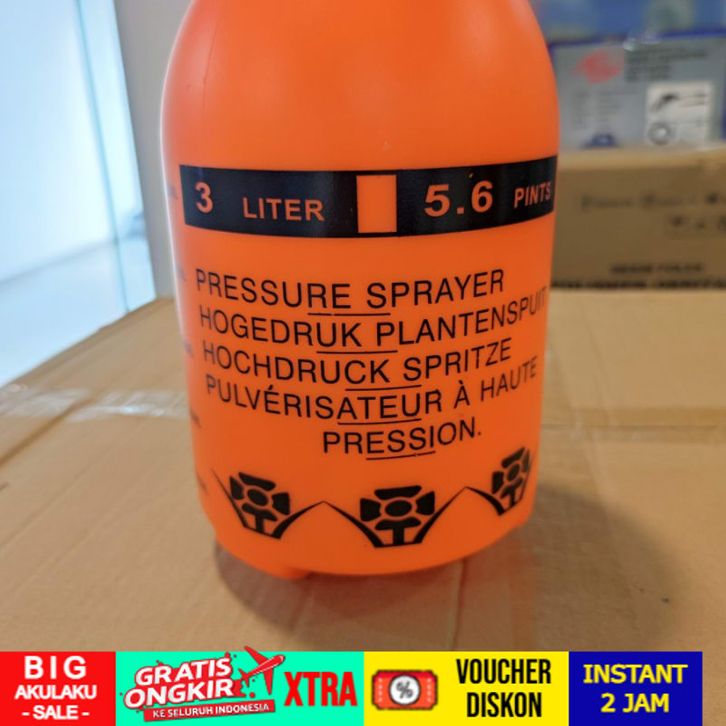 3 LITER 5.6 PINTS
PRESSURE SPRAYER
HOGEDRUK PLANTENSPUIT
HOCHDRUCK SPRITZE
PULVÉRISATEUR À HAUTE
PRESSION.
BIG
AKULAKU
- SALE -
GRATIS
ONGKIR XTRA
KE SELURUH INDONESIA
%
VOUCHER
DISKON
INSTANT
2 JAM